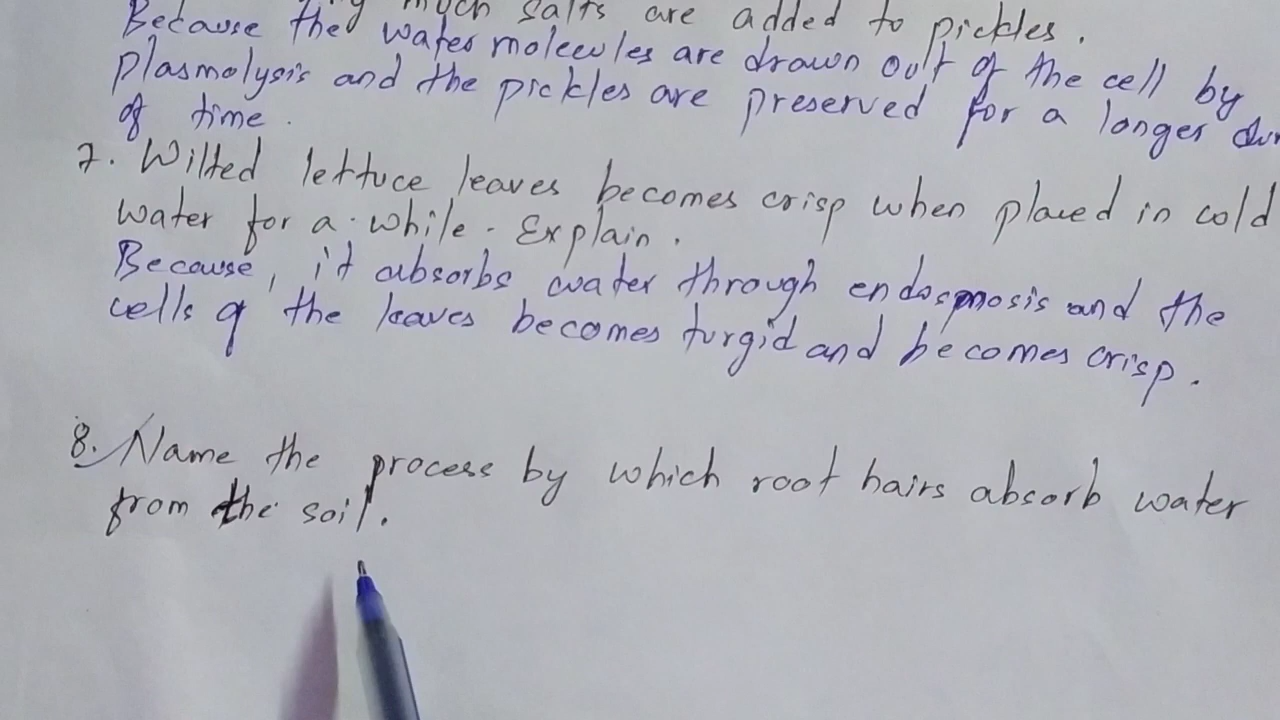 much salts are added to pickles.
Because the water molecules are drawn out of the cell by
plasmolysis and the pickles are preserved for a longer
of time.
7. Wilted lettuce leaves becomes crisp when placed in cold
water for a while. Explain.
Because, it absorbs water through endosmosis and the
cells of the leaves becomes turgid and becomes crisp.
8. Name the process by which root hairs absorb water
from the soil.